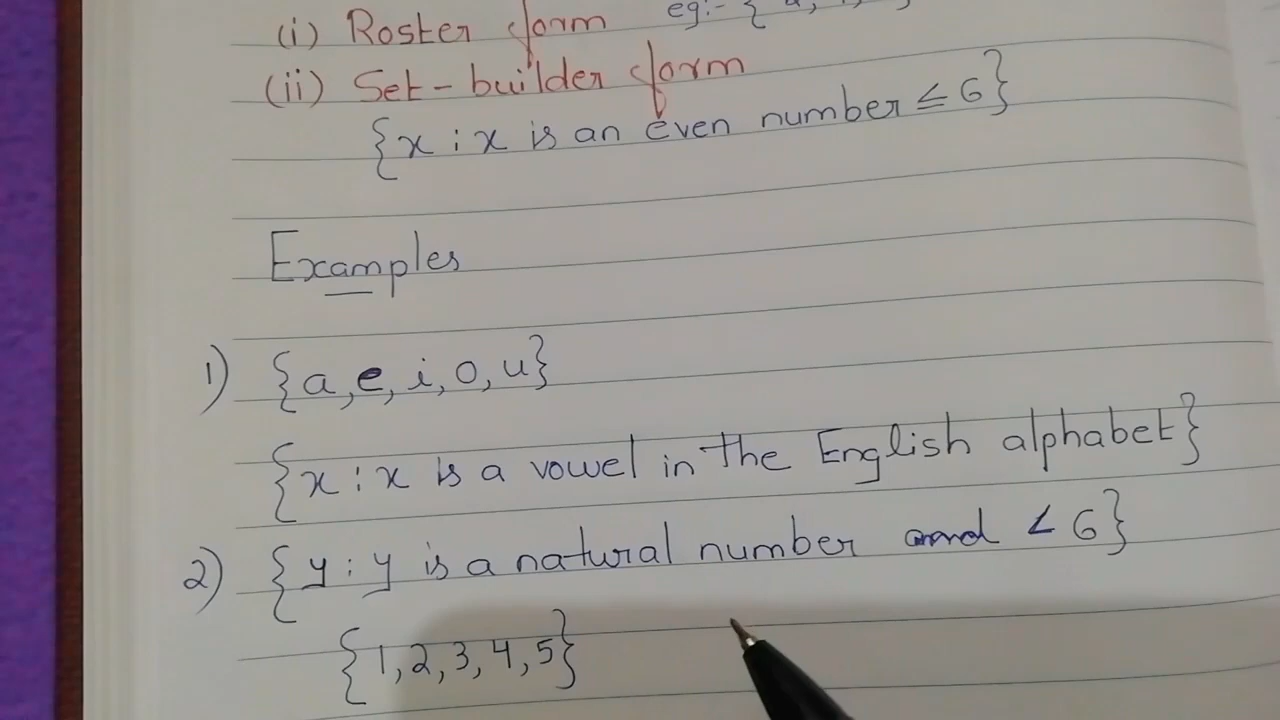 (i) Roster form eg:- {
(ii) Set-builder form
{x : x is an even number ≤ 6}
Examples
1) {a, e, i, o, u}
{x : x is a vowel in the English alphabet}
2) {y : y is a natural number and < 6}
{1, 2, 3, 4, 5}